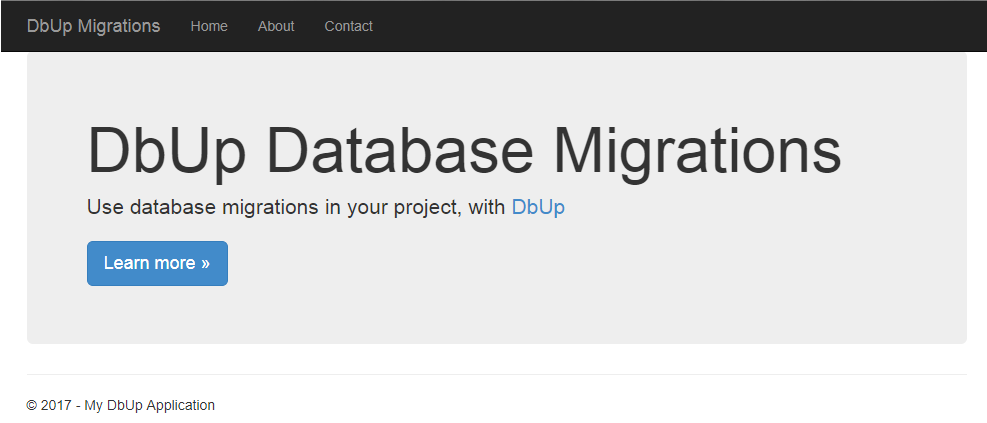 DbUp Migrations Home About Contact
DbUp Database Migrations
Use database migrations in your project, with DbUp
Learn more »
© 2017 - My DbUp Application